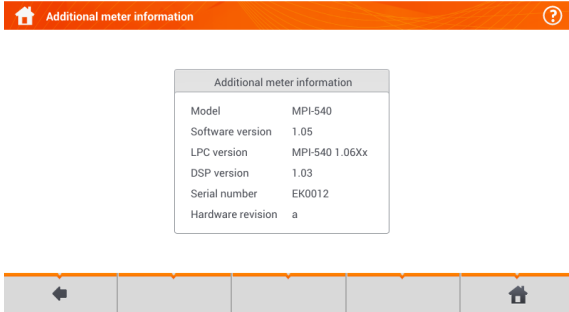 Additional meter information
?
Additional meter information
Model MPI-540
Software version 1.05
LPC version MPI-540 1.06Xx
DSP version 1.03
Serial number EK0012
Hardware revision a